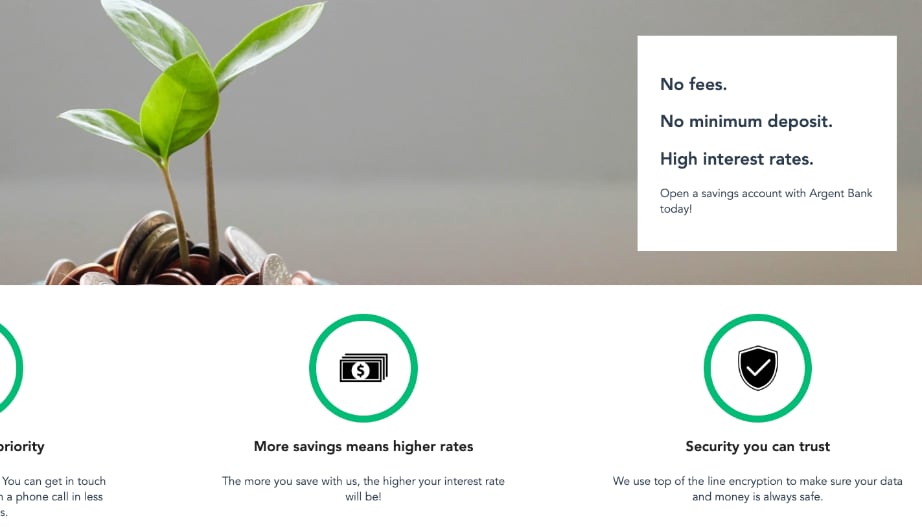 No fees.
No minimum deposit.
High interest rates.
Open a savings account with Argent Bank
today!
$
priority
You can get in touch
a phone call in less
s.
More savings means higher rates
The more you save with us, the higher your interest rate
will be!
Security you can trust
We use top of the line encryption to make sure your data
and money is always safe.